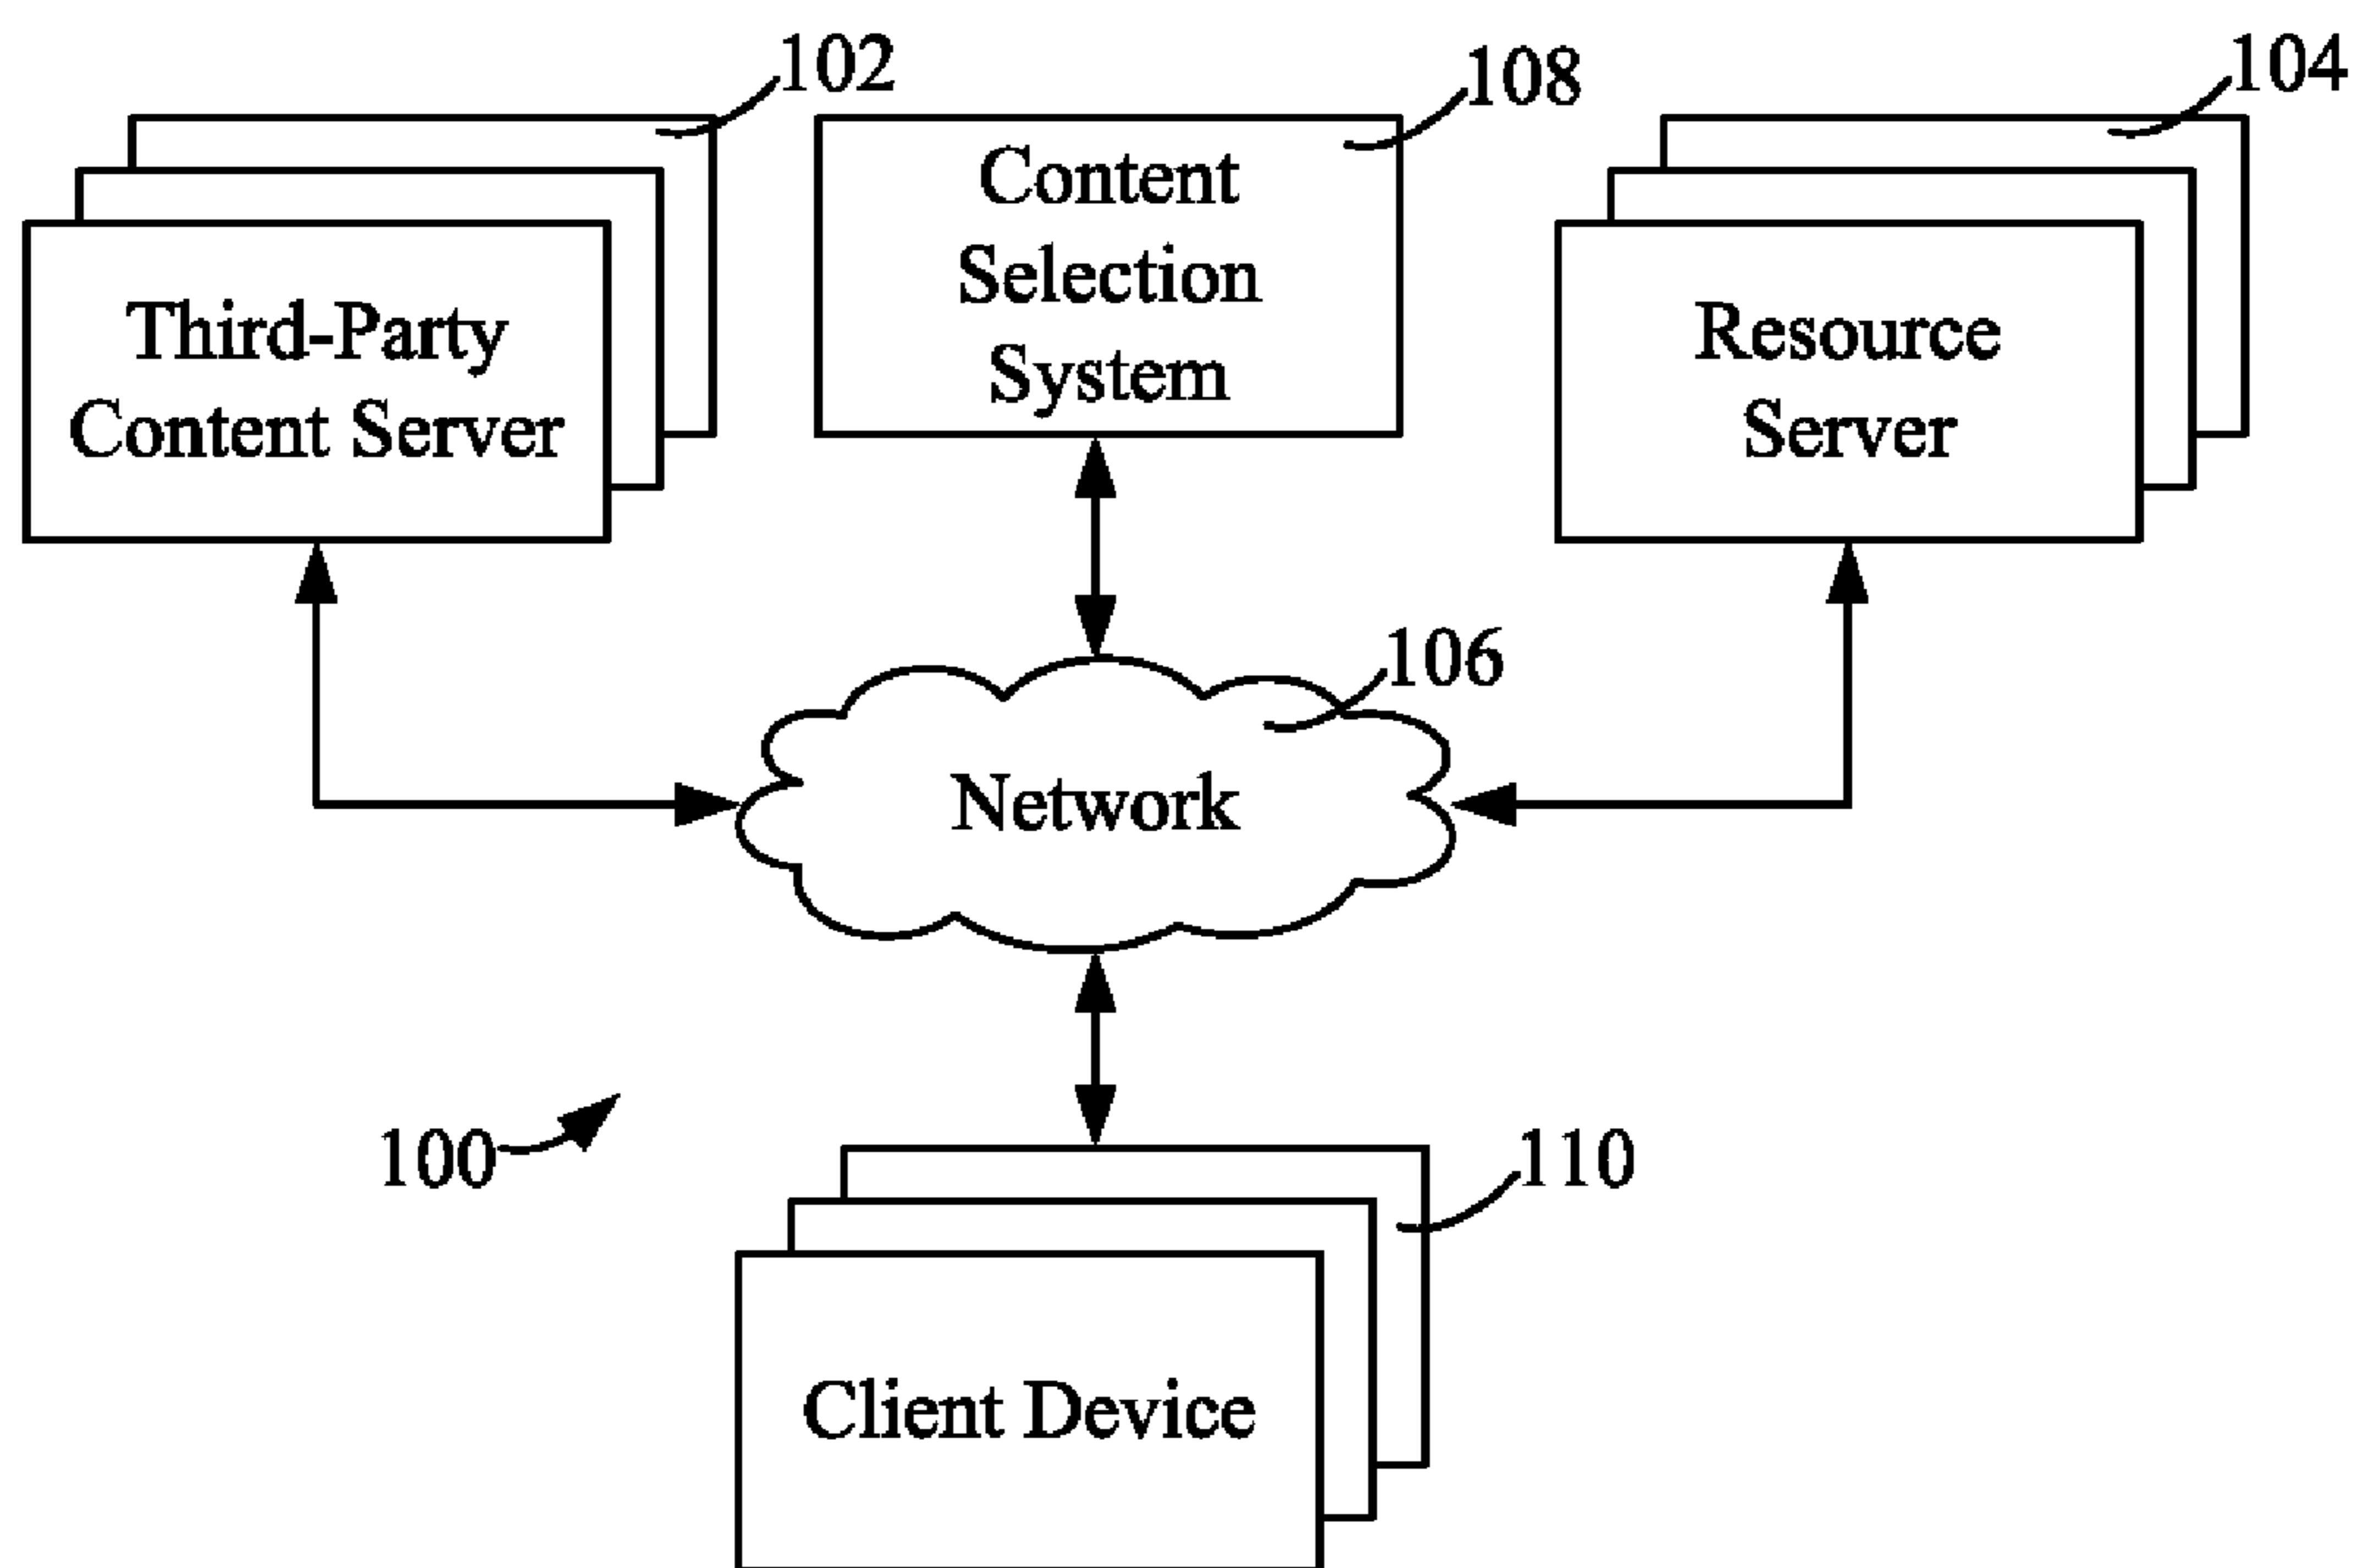 102
108
104
Third-Party
Content Server
Content
Selection
System
Resource
Server
106
Network
100
110
Client Device